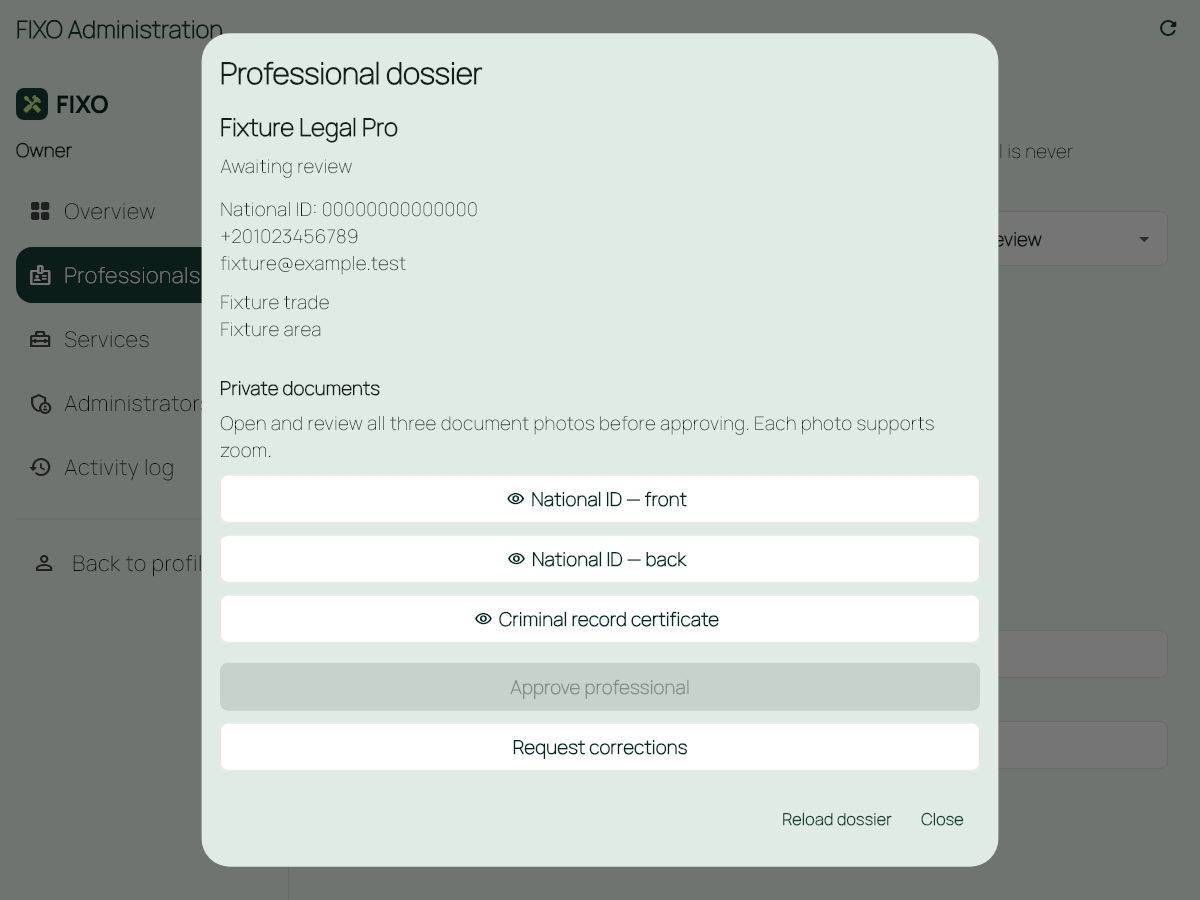 FIXO Administration
FIXO
Owner
Overview
Professionals
Services
Activity log
Back to
Professional dossier
Fixture Legal Pro
Awaiting review
National ID: 00000000000000
+201023456789
fixture@example.test
Fixture trade
Fixture area
Private documents
Open and review all three document photos before approving. Each photo supports
zoom.
National ID — front
National ID — back
Criminal record certificate
Approve professional
Request corrections
Reload dossier
Close
is never